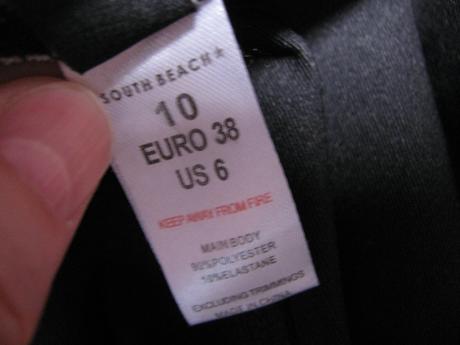 SOUTH BEACH★
10
EURO 38
US 6
KEEP AWAY FROM FIRE
MAIN BODY
90%POLYESTER
10%ELASTANE
EXCLUDING TRIMMINGS
MADE IN CHINA